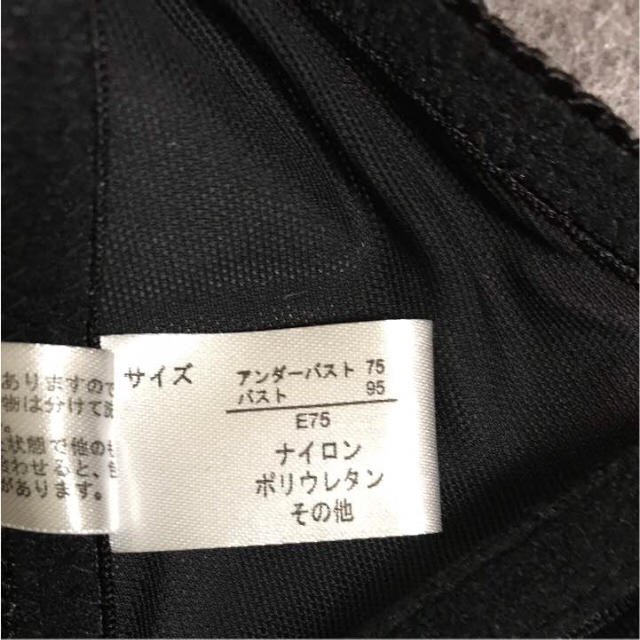 ありますので
物は分けて
。
状態で他の
合わせると、
があります。
サイズ
アンダーバスト 75
バスト 95
E75
ナイロン
ポリウレタン
その他